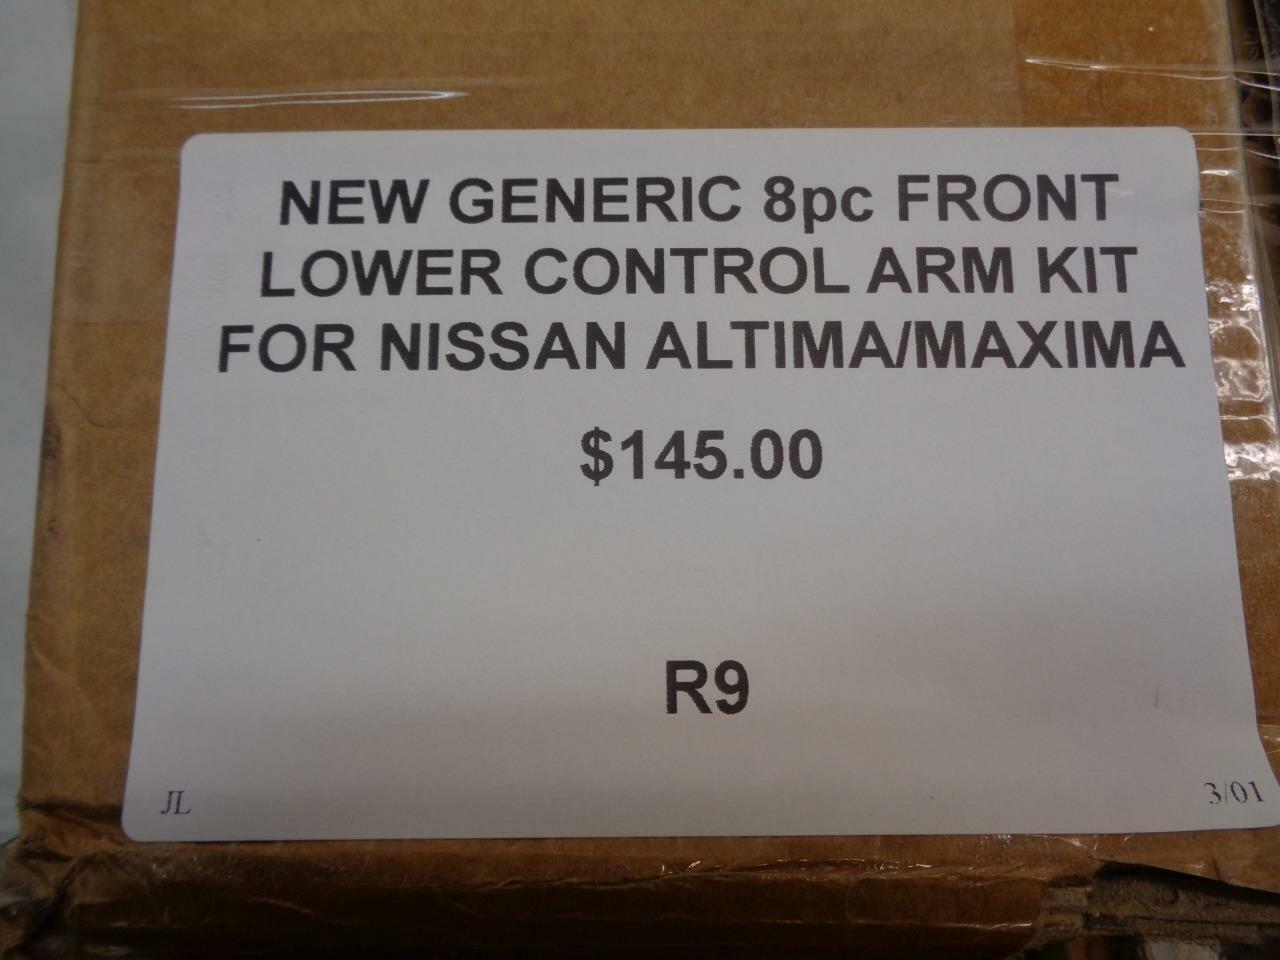 NEW GENERIC 8pc FRONT
LOWER CONTROL ARM KIT
FOR NISSAN ALTIMA/MAXIMA
$145.00
R9
JL
3/01